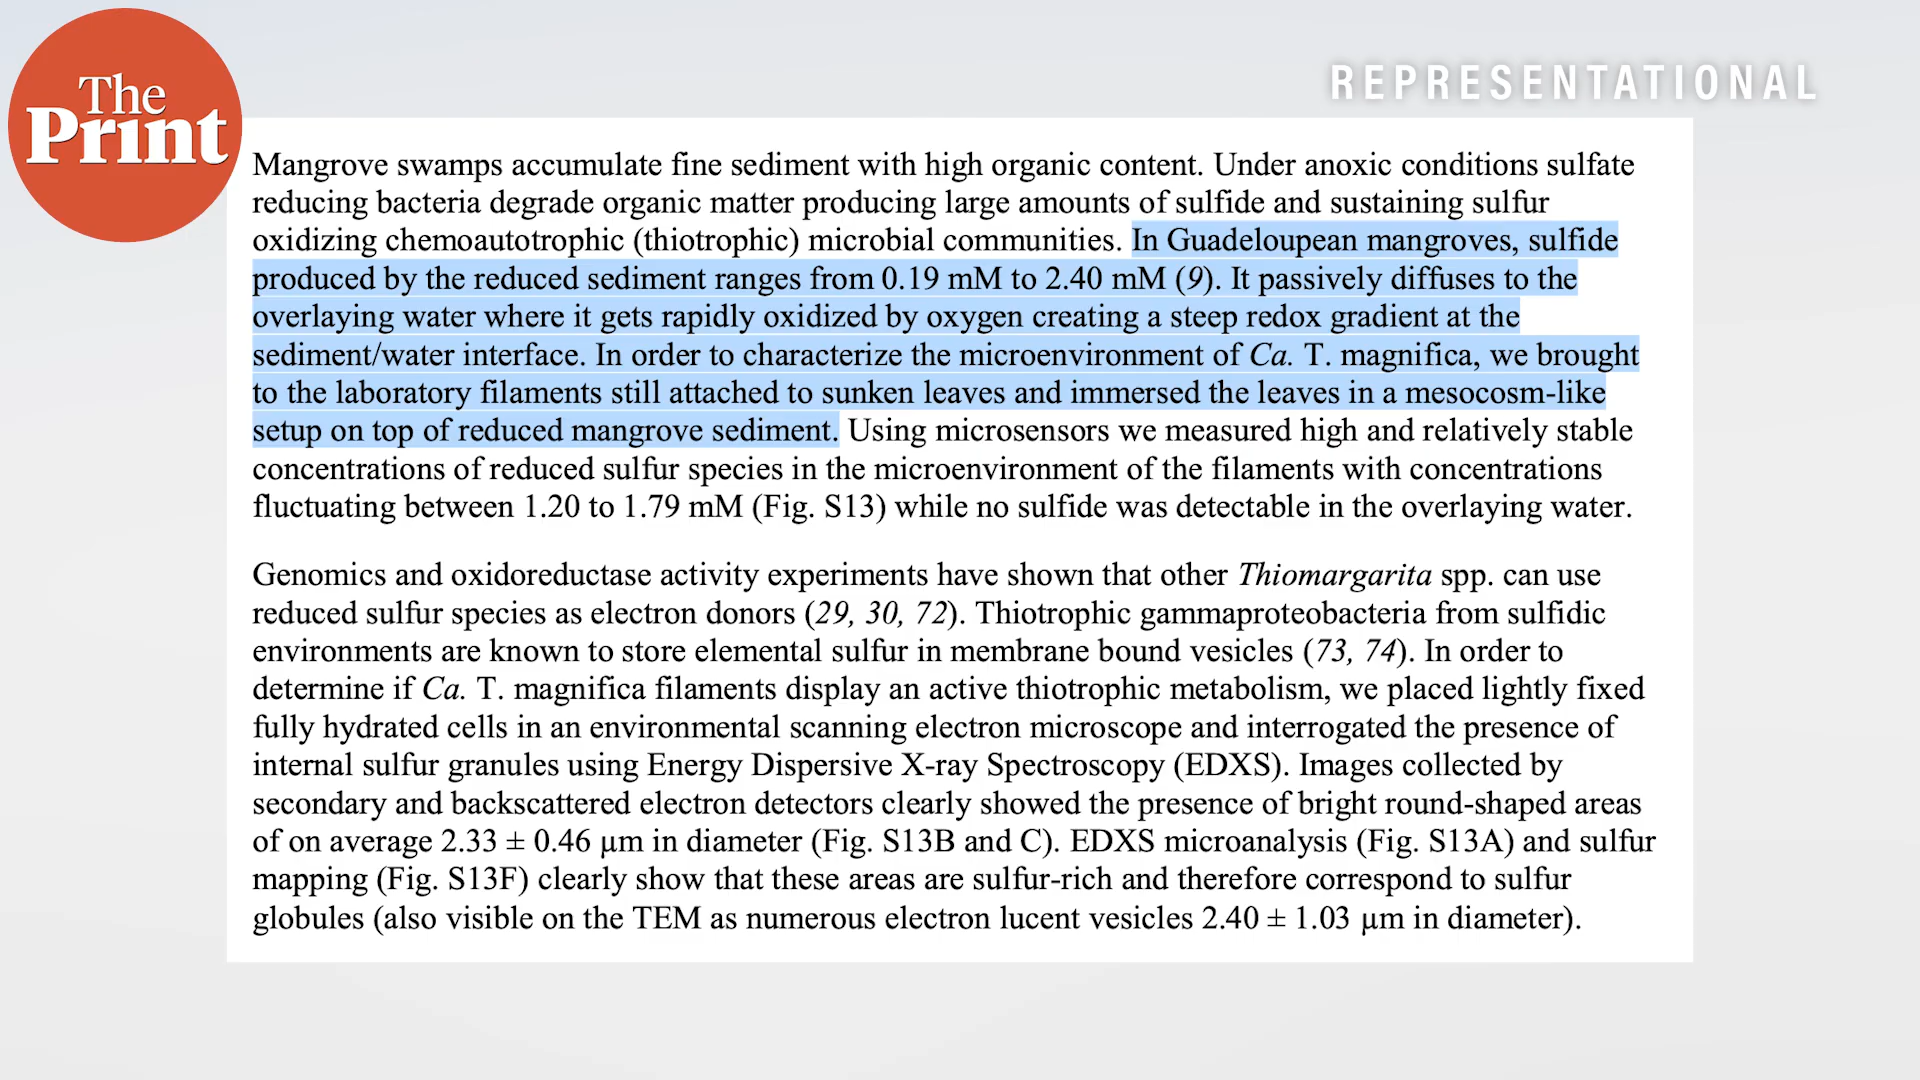 The
Print
REPRESENTATIONAL
Mangrove swamps accumulate fine sediment with high organic content. Under anoxic conditions sulfate
reducing bacteria degrade organic matter producing large amounts of sulfide and sustaining sulfur
oxidizing chemoautotrophic (thiotrophic) microbial communities. In Guadeloupean mangroves, sulfide
produced by the reduced sediment ranges from 0.19 mM to 2.40 mM (9). It passively diffuses to the
overlaying water where it gets rapidly oxidized by oxygen creating a steep redox gradient at the
sediment/water interface. In order to characterize the microenvironment of Ca. T. magnifica, we brought
to the laboratory filaments still attached to sunken leaves and immersed the leaves in a mesocosm-like
setup on top of reduced mangrove sediment. Using microsensors we measured high and relatively stable
concentrations of reduced sulfur species in the microenvironment of the filaments with concentrations
fluctuating between 1.20 to 1.79 mM (Fig. S13) while no sulfide was detectable in the overlaying water.
Genomics and oxidoreductase activity experiments have shown that other Thiomargarita spp. can use
reduced sulfur species as electron donors (29, 30, 72). Thiotrophic gammaproteobacteria from sulfidic
environments are known to store elemental sulfur in membrane bound vesicles (73, 74). In order to
determine if Ca. T. magnifica filaments display an active thiotrophic metabolism, we placed lightly fixed
fully hydrated cells in an environmental scanning electron microscope and interrogated the presence of
internal sulfur granules using Energy Dispersive X-ray Spectroscopy (EDXS). Images collected by
secondary and backscattered electron detectors clearly showed the presence of bright round-shaped areas
of on average 2.33 ± 0.46 µm in diameter (Fig. S13B and C). EDXS microanalysis (Fig. S13A) and sulfur
mapping (Fig. S13F) clearly show that these areas are sulfur-rich and therefore correspond to sulfur
globules (also visible on the TEM as numerous electron lucent vesicles 2.40 ± 1.03 µm in diameter).